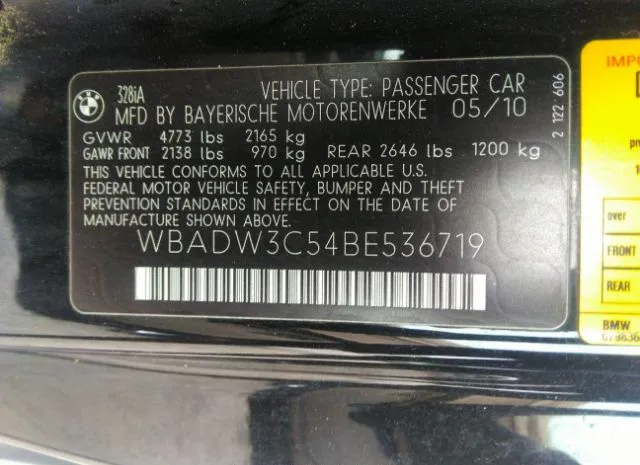 BMW
328iA
VEHICLE TYPE: PASSENGER CAR
MFD BY BAYERISCHE MOTORENWERKE 05/10
GVWR 4773 lbs 2165 kg
GAWR FRONT 2138 lbs 970 kg REAR 2646 lbs 1200 kg
THIS VEHICLE CONFORMS TO ALL APPLICABLE U.S.
FEDERAL MOTOR VEHICLE SAFETY, BUMPER AND THEFT
PREVENTION STANDARDS IN EFFECT ON THE DATE OF
MANUFACTURE SHOWN ABOVE.
WBADW3C54BE536719
2 122 606
over
FRONT
REAR
BMW